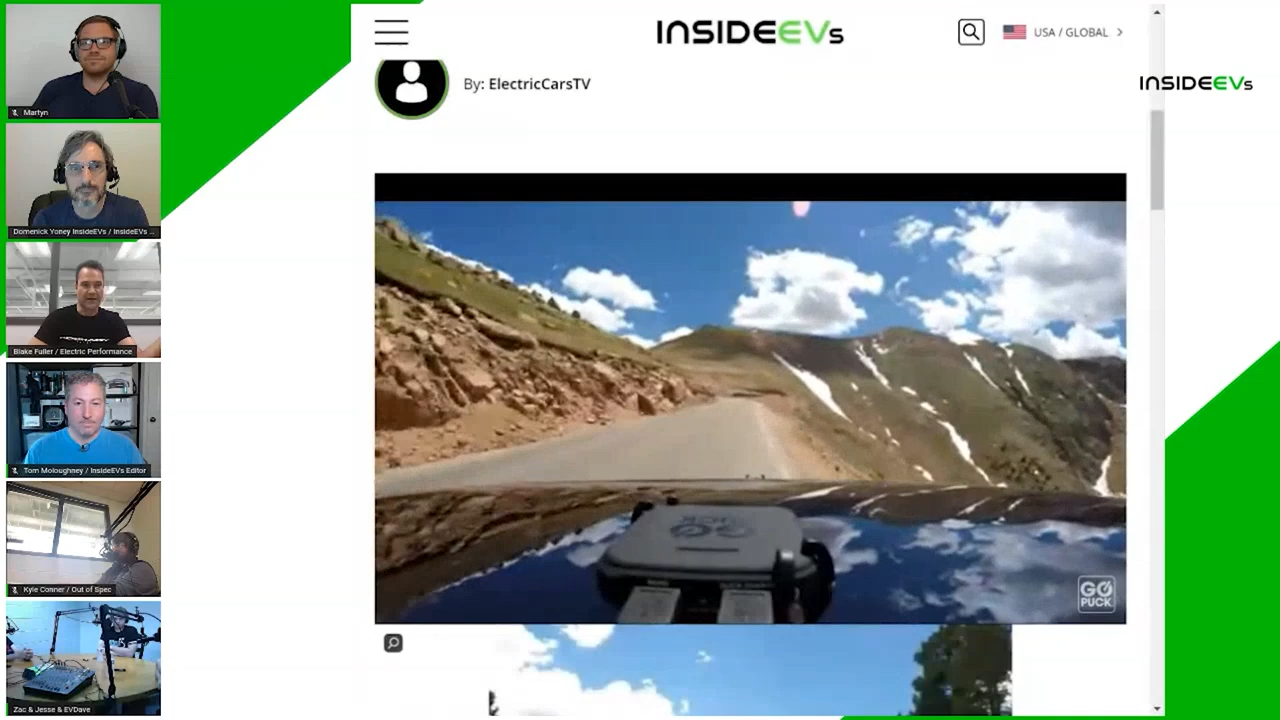 Martyn
Domenick Yoney InsideEVs / InsideEVs ...
Blake Fuller / Electric Performance
Tom Moloughney / InsideEVs Editor
Kyle Conner / Out of Spec
Zac & Jesse & EVDave
INSIDEEVs
USA / GLOBAL
By: ElectricCarsTV
INSIDEEVs
GO
PUCK